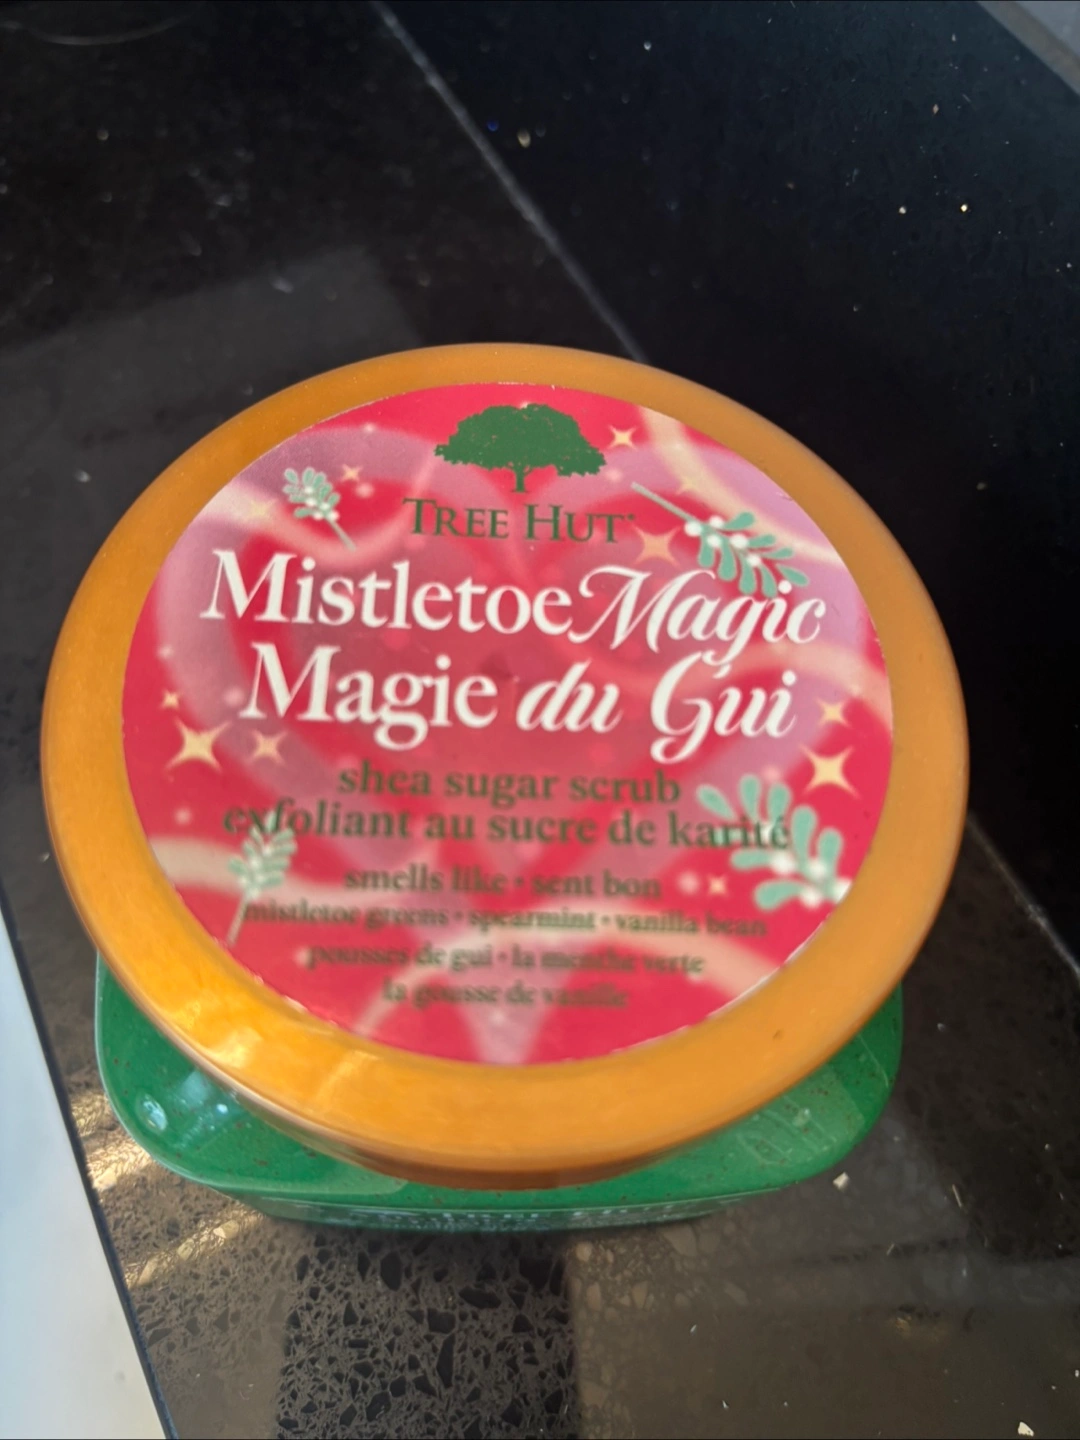 TREE HUT®
Mistletoe Magic
Magie du Gui
shea sugar scrub
exfoliant au sucre de karité
smells like • sent bon
mistletoe greens • spearmint • vanilla bean
pousses de gui • la menthe verte
la gousse de vanille